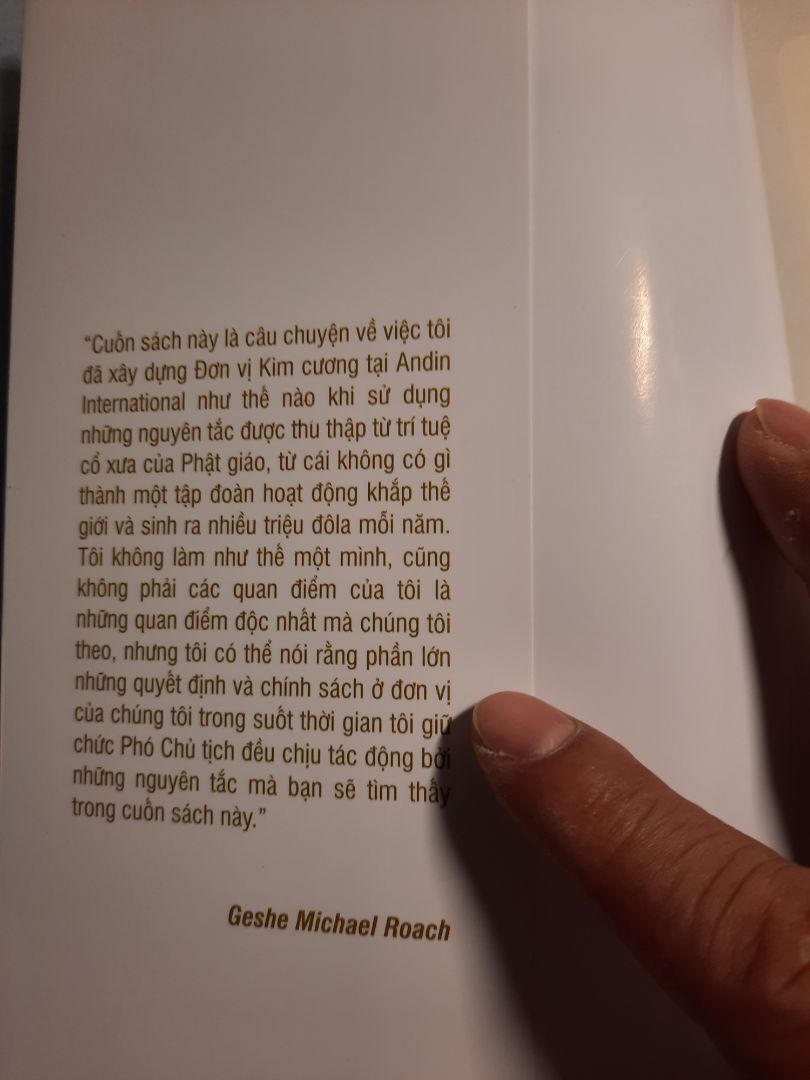 “Cuốn sách này là câu chuyện về việc tôi
đã xây dựng Đơn vị Kim cương tại Andin
International như thế nào khi sử dụng
những nguyên tắc được thu thập từ trí tuệ
cổ xưa của Phật giáo, từ cái không có gì
thành một tập đoàn hoạt động khắp thế
giới và sinh ra nhiều triệu đôla mỗi năm.
Tôi không làm như thế một mình, cũng
không phải các quan điểm của tôi là
những quan điểm độc nhất mà chúng tôi
theo, nhưng tôi có thể nói rằng phần lớn
những quyết định và chính sách ở đơn vị
của chúng tôi trong suốt thời gian tôi giữ
chức Phó Chủ tịch đều chịu tác động bởi
những nguyên tắc mà bạn sẽ tìm thấy
trong cuốn sách này.”
Geshe Michael Roach